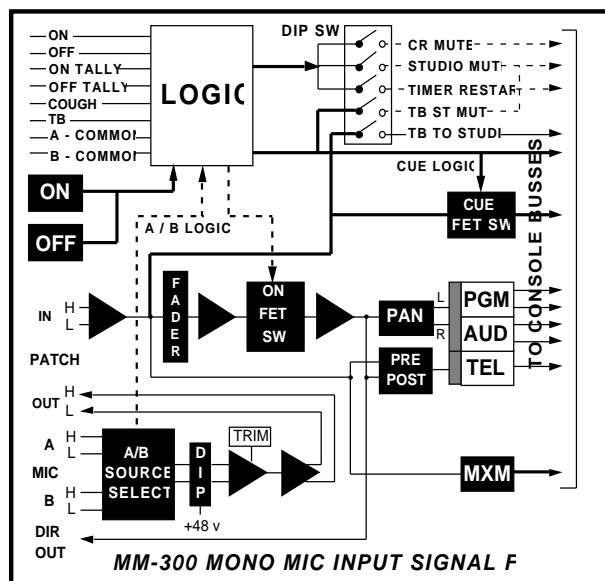 DIP SW
ON
OFF
ON TALLY
OFF TALLY
COUGH
TB
A - COMMON
B - COMMON
LOGIC
CR MUTE
STUDIO MUT
TIMER RESTAR
TB ST MUT
TB TO STUDI
CUE LOGIC
ON
OFF
A / B LOGIC
CUE
FET SW
TO CONSOLE BUSSES
IN
H
L
FADER
ON
FET
SW
PAN
L
R
PGM
AUD
TEL
PATCH
PRE
POST
OUT
H
L
A
H
L
MIC
B
H
L
A/B
SOURCE
SELECT
DIP
+48 v
TRIM
MXM
DIR
OUT
MM-300 MONO MIC INPUT SIGNAL F